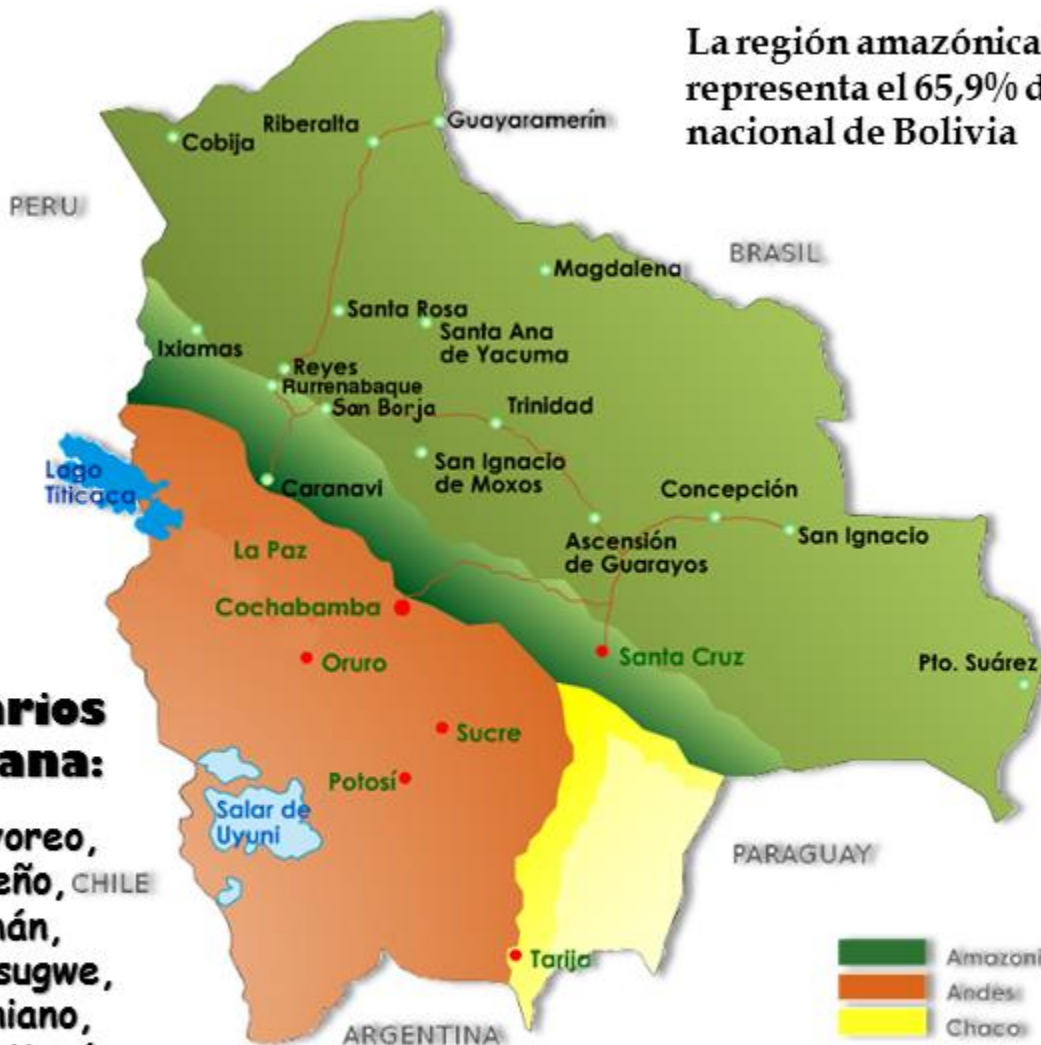 La región amazónica
representa el 65,9% d
nacional de Bolivia
Guayaramerín
Riberalta
Cobija
PERU
BRASIL
Magdalena
Santa Rosa
Santa Ana
de Yacuma
Ixiamas
Reyes
Rurrenabaque
San Borja
Trinidad
Lago
Titicaca
San Ignacio
de Moxos
Caranavi
Concepción
San Ignacio
Ascensión
de Guarayos
La Paz
Cochabamba
Oruro
Santa Cruz
Pto. Suárez
arios
ana:
Sucre
Potosí
Salar de
Uyuni
voreo,
eño,
CHILE
nán,
sugwe,
niano,
PARAGUAY
Tarija
ARGENTINA
Amazoni
Andes
Chaco